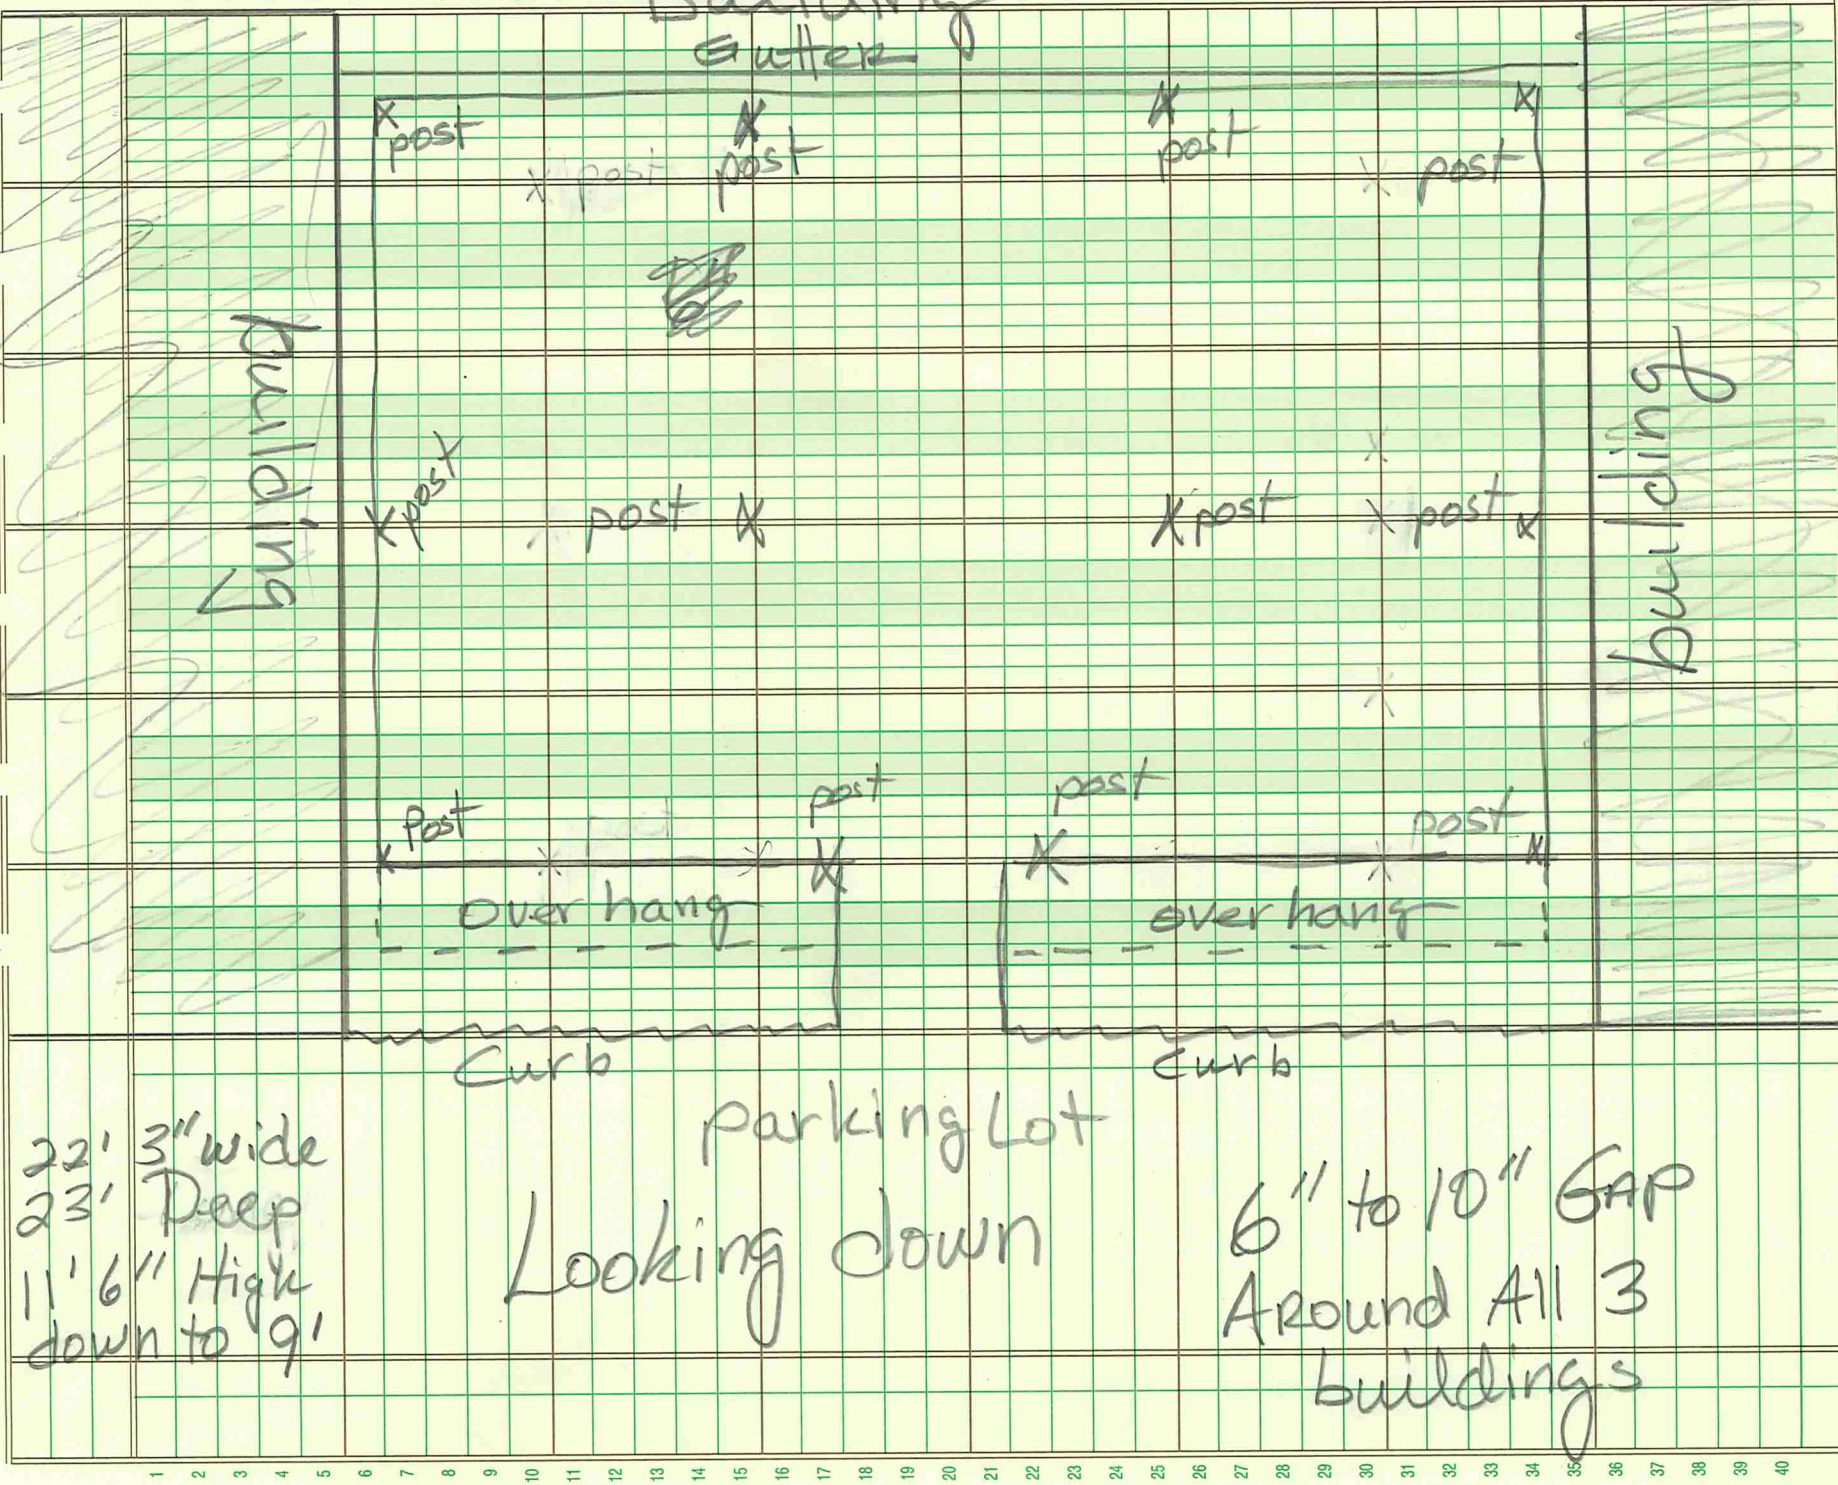 Building
Gutter
post
post
post
post
post
building
post
post
post
post
building
Post
post
post
post
overhang
overhang
Curb
Curb
parking Lot
22' 3" wide
23' Deep
11' 6" High
down to 9'
Looking down
6" to 10" GAP
Around All 3
buildings
1 2 3 4 5 6 7 8 9 10 11 12 13 14 15 16 17 18 19 20 21 22 23 24 25 26 27 28 29 30 31 32 33 34 35 36 37 38 39 40